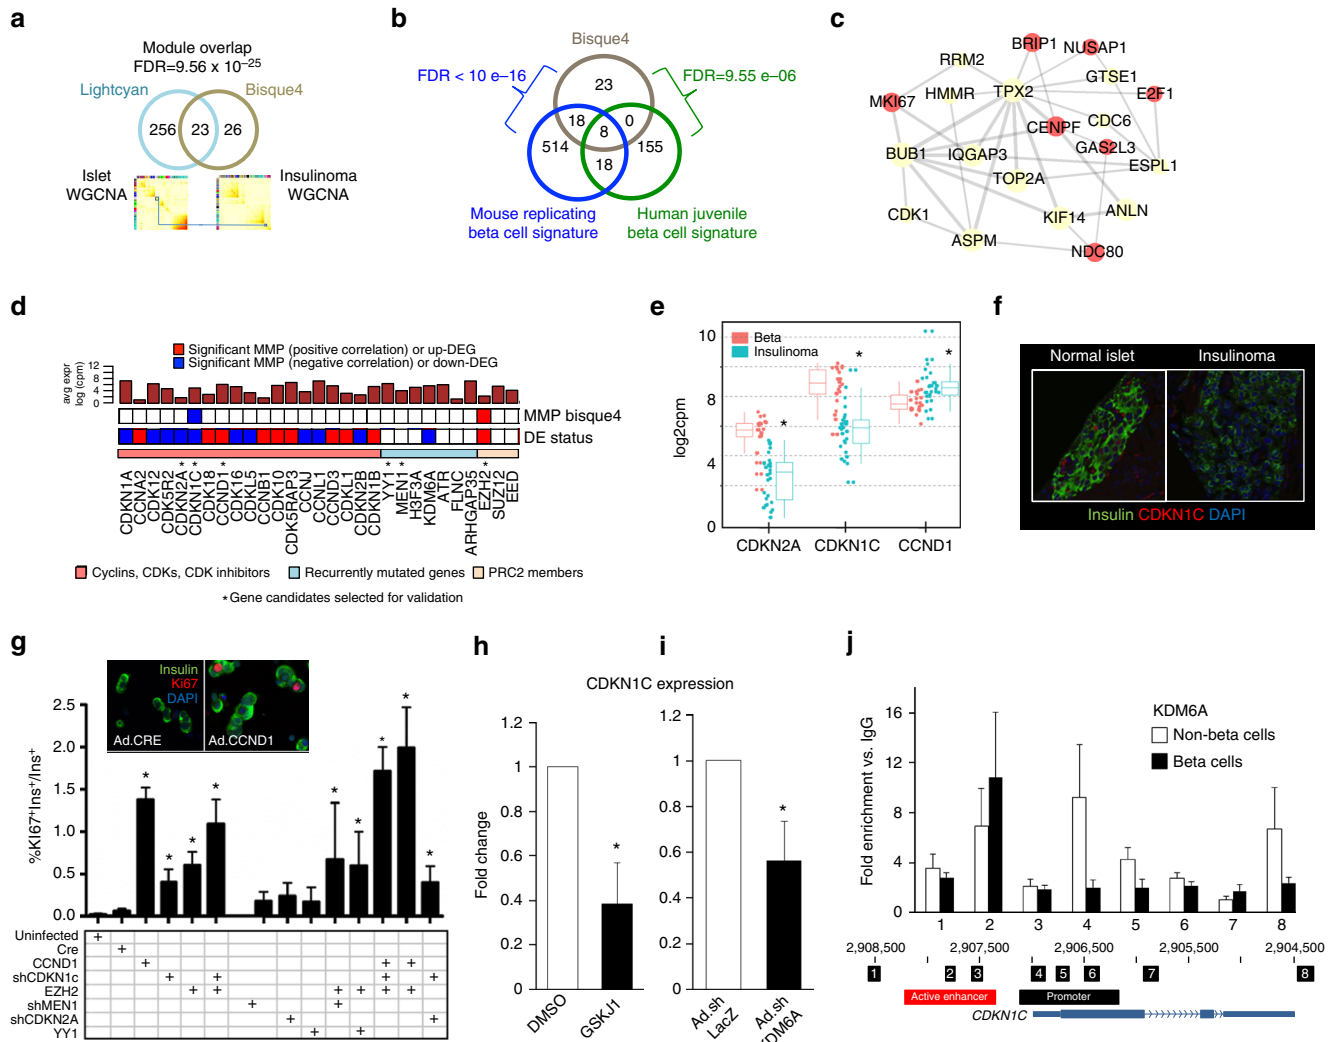 a
Module overlap
FDR=9.56 x 10–25
Lightcyan
Bisque4
256
23
26
Islet
WGCNA
Insulinoma
WGCNA
b
Bisque4
FDR < 10 e–16
FDR=9.55 e–06
23
18
0
8
514
155
18
Mouse replicating
beta cell signature
Human juvenile
beta cell signature
c
BRIP1
NUSAP1
RRM2
GTSE1
MKI67
HMMR
TPX2
E2F1
CENPF
CDC6
GAS2L3
BUB1
IQGAP3
ESPL1
TOP2A
CDK1
KIF14
ANLN
ASPM
NDC80
d
Significant MMP (positive correlation) or up-DEG
Significant MMP (negative correlation) or down-DEG
avg expr
log (cpm)
12
8
4
0
MMP bisque4
DE status
* * * * * *
CDKN1A
CCNA2
CDK12
CDK5R2
CDKN2A
CDKN1C
CDK18
CCND1
CDK16
CDKL5
CCNB1
CDK10
CDK5RAP3
CCNJ
CCNL1
CCND3
CDKL1
CDKN2B
CDKN1B
YY1
MEN1
H3F3A
KDM6A
ATR
FLNC
ARHGAP35
EZH2
SUZ12
EED
Cyclins, CDKs, CDK inhibitors
Recurrently mutated genes
PRC2 members
*Gene candidates selected for validation
e
Beta
Insulinoma
log2cpm
10
8
4
0
* * *
CDKN2A
CDKN1C
CCND1
f
Normal islet
Insulinoma
Insulin CDKN1C DAPI
g
Insulin
Ki67
DAPI
Ad.CRE
Ad.CCND1
%KI67+Ins+/Ins+
2.5
2.0
1.5
1.0
0.5
0.0
* * * * * * * * *
Uninfected +
Cre +
CCND1 + + +
shCDKN1c + + + +
EZH2 + + + + + +
shMEN1 + +
shCDKN2A + +
YY1 + +
h
i
CDKN1C expression
Fold change
1.2
1
0.8
0.6
0.4
0.2
0
*
DMSO
GSKJ1
1.2
1
0.8
0.6
0.4
0.2
0
*
Ad.sh
LacZ
Ad.sh
KDM6A
j
Fold enrichment vs. IgG
16
12
8
4
0
KDM6A
Non-beta cells
Beta cells
1 2 3 4 5 6 7 8
2,908,500 2,907,500 2,906,500 2,905,500 2,904,500
1 2 3 4 5 6 7 8
Active enhancer
Promoter
CDKN1C